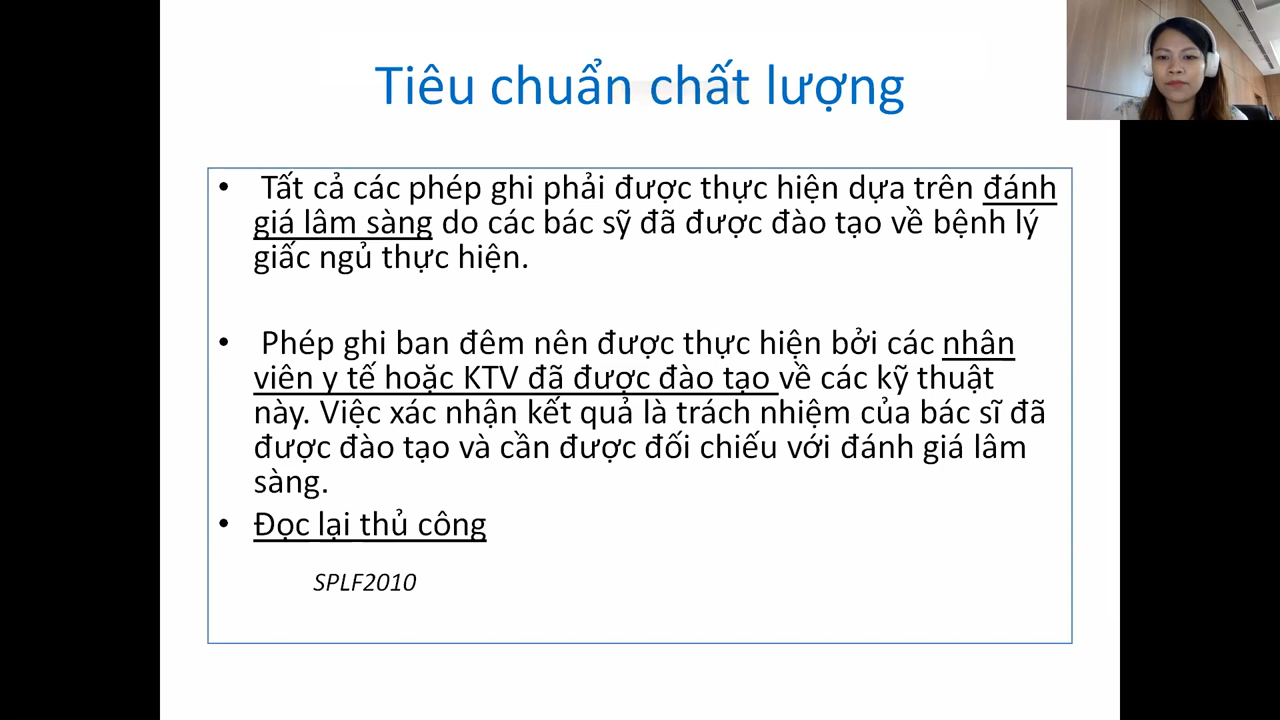 Tiêu chuẩn chất lượng
• Tất cả các phép ghi phải được thực hiện dựa trên đánh
giá lâm sàng do các bác sỹ đã được đào tạo về bệnh lý
giấc ngủ thực hiện.
• Phép ghi ban đêm nên được thực hiện bởi các nhân
viên y tế hoặc KTV đã được đào tạo về các kỹ thuật
này. Việc xác nhận kết quả là trách nhiệm của bác sĩ đã
được đào tạo và cần được đối chiếu với đánh giá lâm
sàng.
• Đọc lại thủ công
SPLF2010